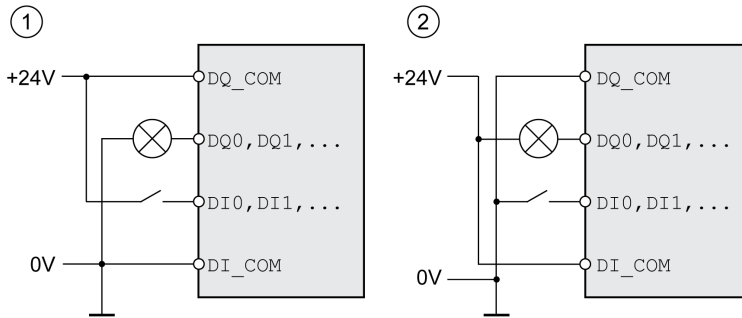 1
+24V
DQ_COM
DQ0,DQ1,...
DI0,DI1,...
0V
DI_COM
2
+24V
DQ_COM
DQ0,DQ1,...
DI0,DI1,...
DI_COM
0V